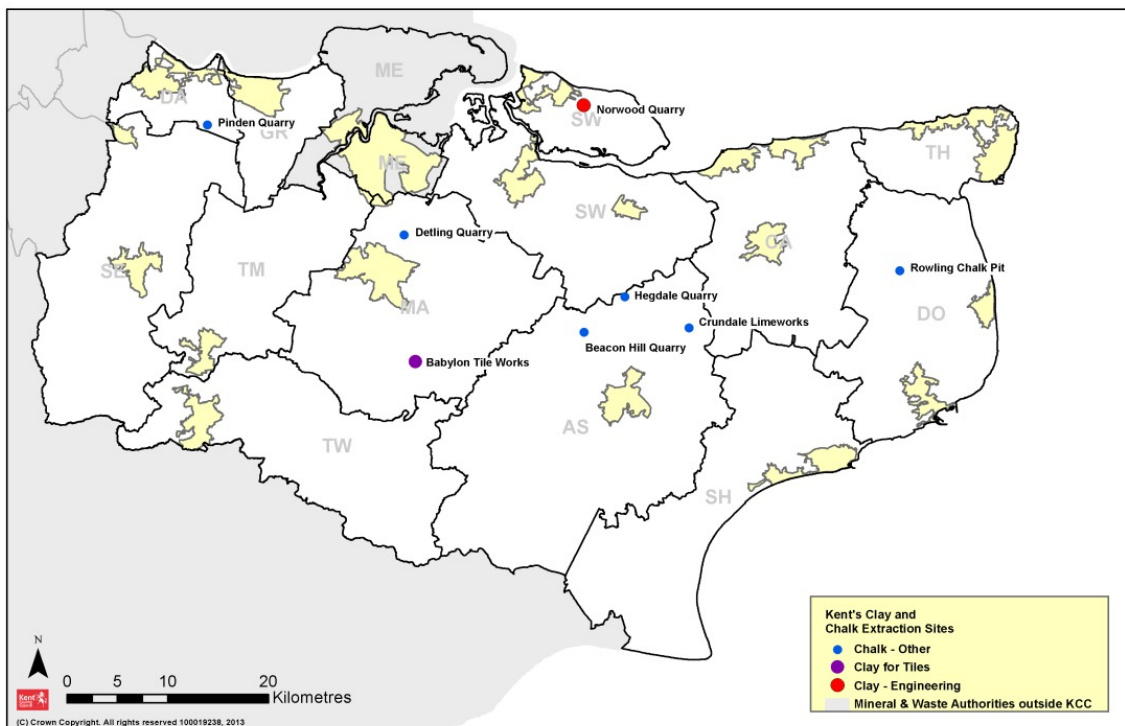 ME
DA
Pinden Quarry
GR
Norwood Quarry
SW
ME
TH
SW
CA
Detling Quarry
SE
TM
MA
Rowling Chalk Pit
Hegdale Quarry
DO
Crundale Limeworks
Beacon Hill Quarry
Babylon Tile Works
AS
TW
SH
Kent's Clay and
Chalk Extraction Sites
Chalk - Other
Clay for Tiles
Clay - Engineering
Mineral & Waste Authorities outside KCC
N
0 5 10 20
Kilometres
(C) Crown Copyright. All rights reserved 100019238, 2013